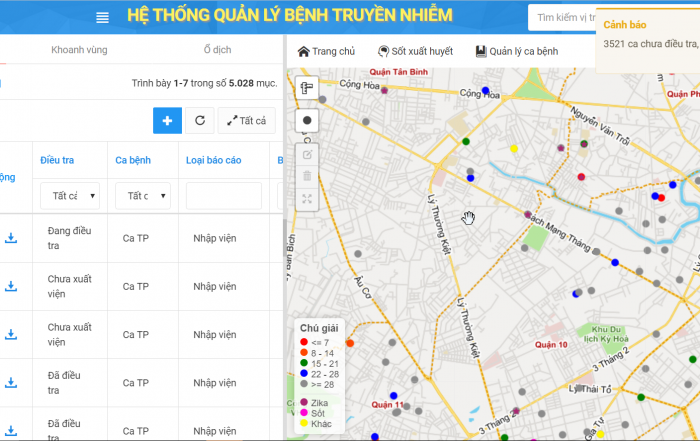 HỆ THỐNG QUẢN LÝ BỆNH TRUYỀN NHIỄM
Tìm kiếm vị tr
Cảnh báo
3521 ca chưa điều tra,
Khoanh vùng
Ổ dịch
Trang chủ
Sốt xuất huyết
Quản lý ca bệnh
Trình bày 1-7 trong số 5.028 mục.
Tất cả
ộng
Điều tra
Ca bệnh
Loại báo cáo
B
Tất cả
Tất c
Đang điều
tra
Ca TP
Nhập viện
Chưa xuất
viện
Ca TP
Nhập viện
Chưa xuất
viện
Ca TP
Nhập viện
Đã điều
tra
Ca TP
Nhập viện
Đã điều
tra
Ca TP
Nhập viện
Quận Tân Bình
Cộng Hòa
Cộng Hòa
Quận Ph
Nguyễn Văn Trỗi
Lý Thường Kiệt
Cách Mạng Tháng
Âu Cơ
Lý Thường Kiệt
Khu Du
lịch Kỳ Hoà
Quận 10
3 Tháng 2
Lý Thái Tổ
Quận 11
3 Tháng 2
Chú giải
<= 7
8 - 14
15 - 21
22 - 28
>= 28
Zika
Sốt
Khác